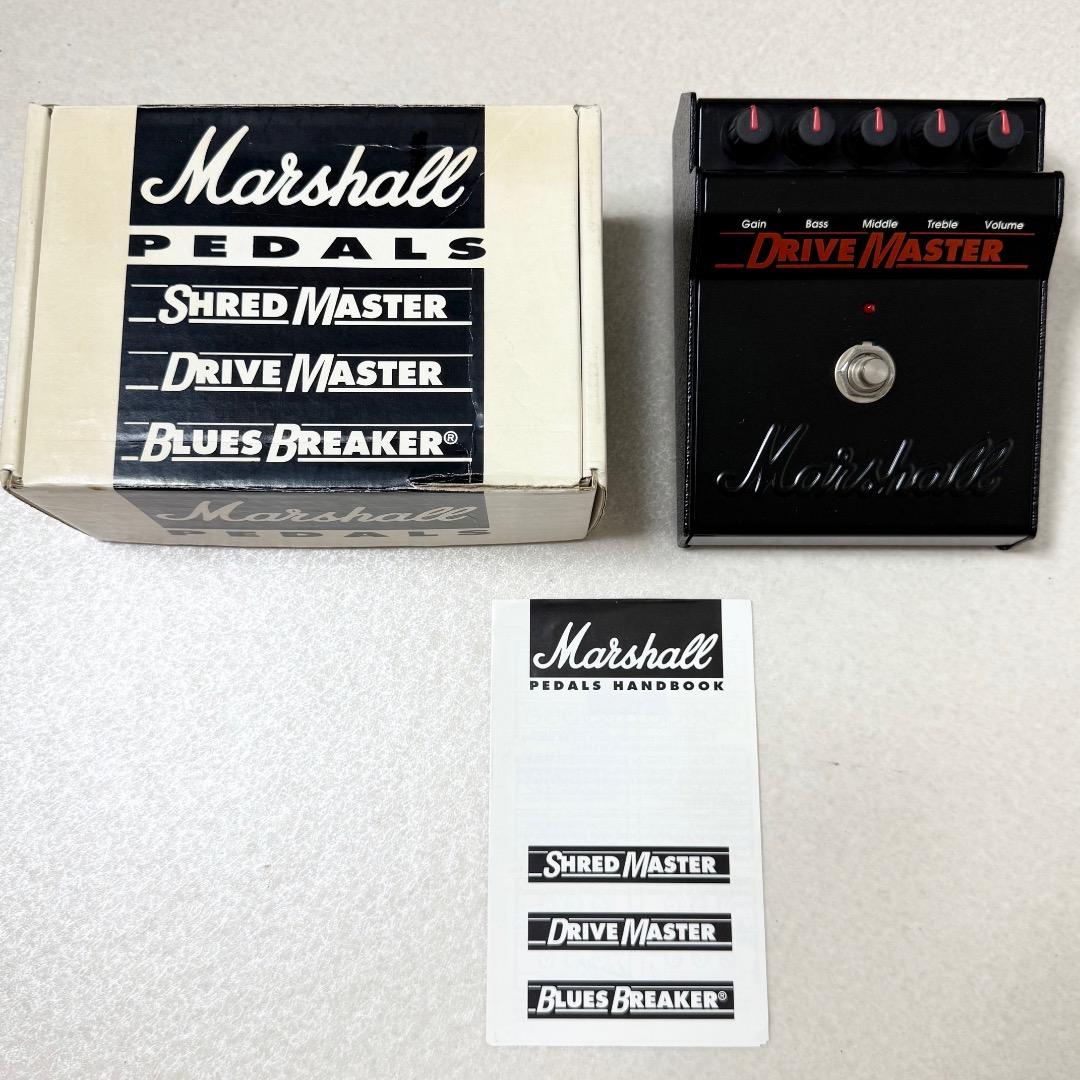 Marshall
PEDALS
SHRED MASTER
DRIVE MASTER
BLUES BREAKER®
Marshall
PEDALS
Gain Bass Middle Treble Volume
DRIVE MASTER
Marshall
Marshall
PEDALS HANDBOOK
SHRED MASTER
DRIVE MASTER
BLUES BREAKER®